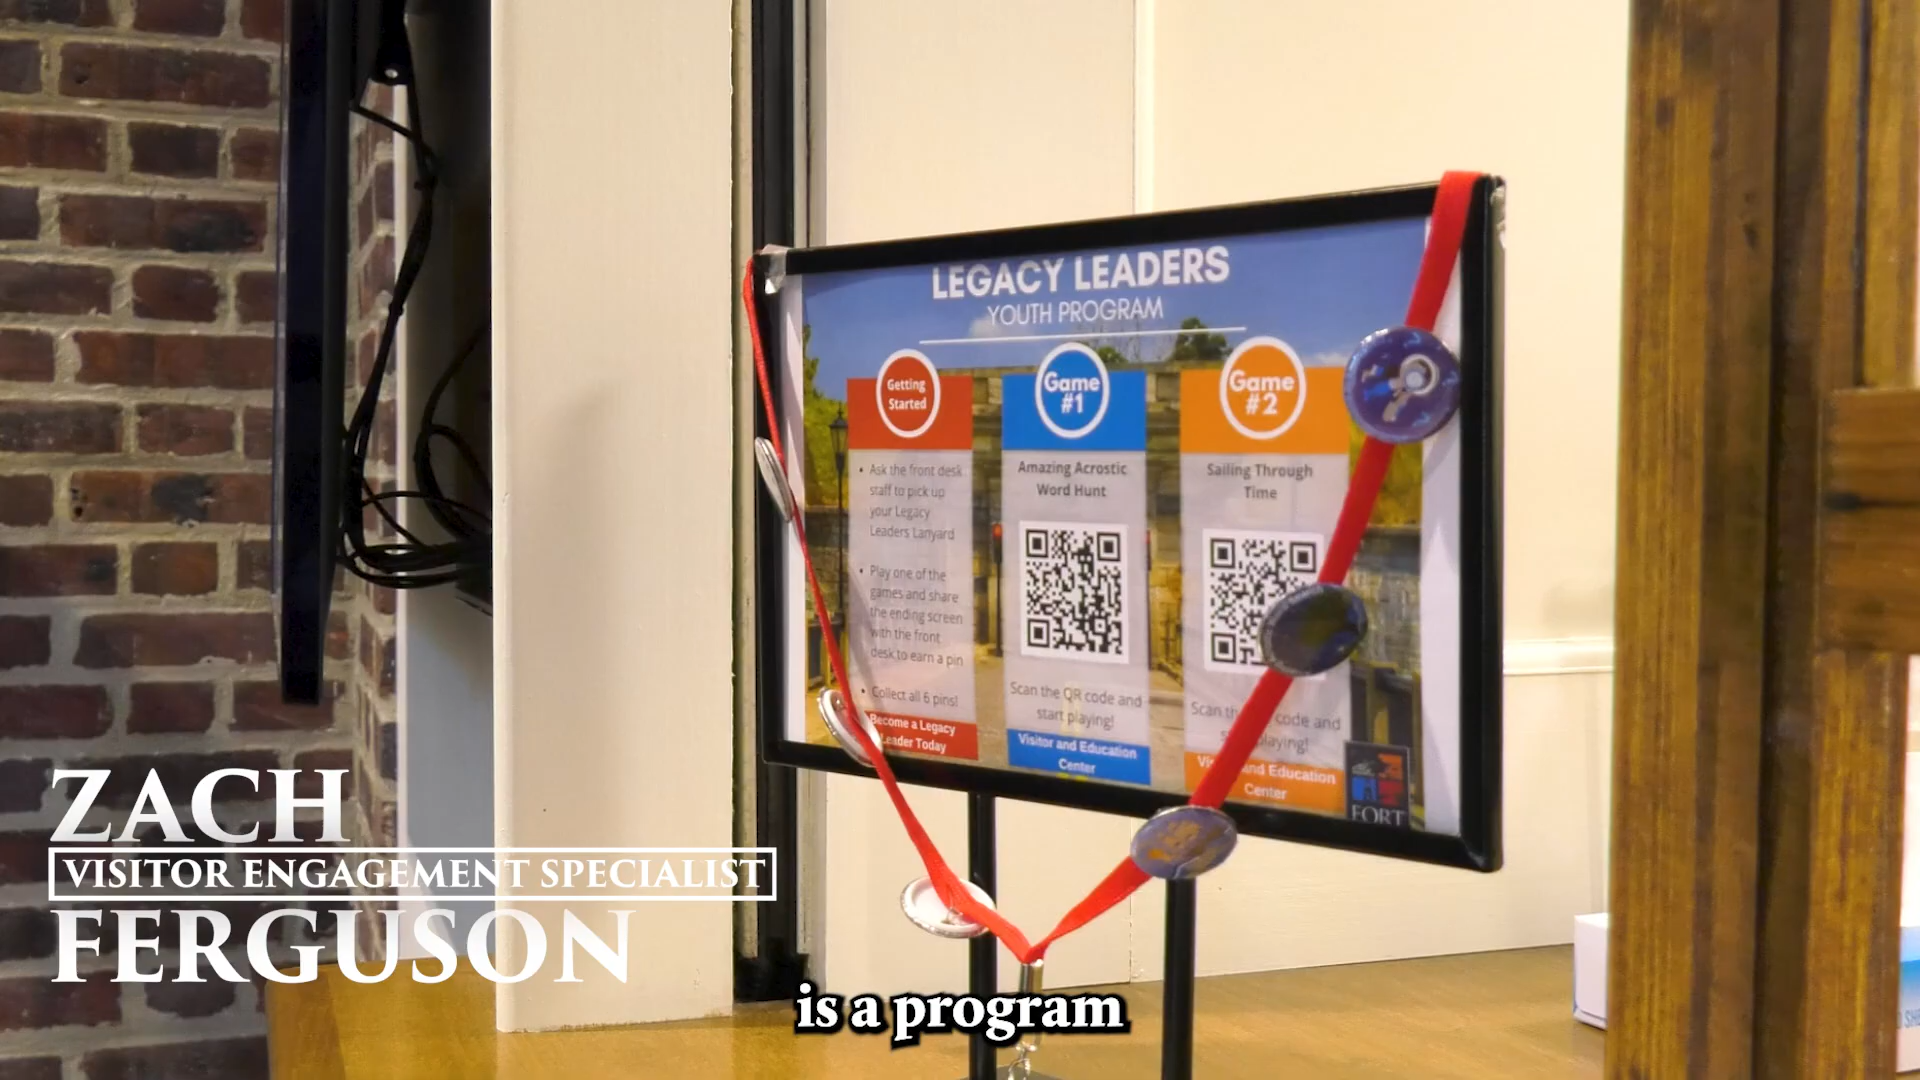 LEGACY LEADERS
YOUTH PROGRAM
Getting
Started
• Ask the front desk
staff to pick up
your Legacy
Leaders Lanyard
• Play one of the
games and share
the ending screen
with the front
desk to earn a pin
• Collect all 6 pins!
Become a Legacy
Leader Today
Game
#1
Amazing Acrostic
Word Hunt
Scan the QR code and
start playing!
Visitor and Education
Center
Game
#2
Sailing Through
Time
Scan code and
playing!
and Education
Center
FORT
ZACH
VISITOR ENGAGEMENT SPECIALIST
FERGUSON
is a program